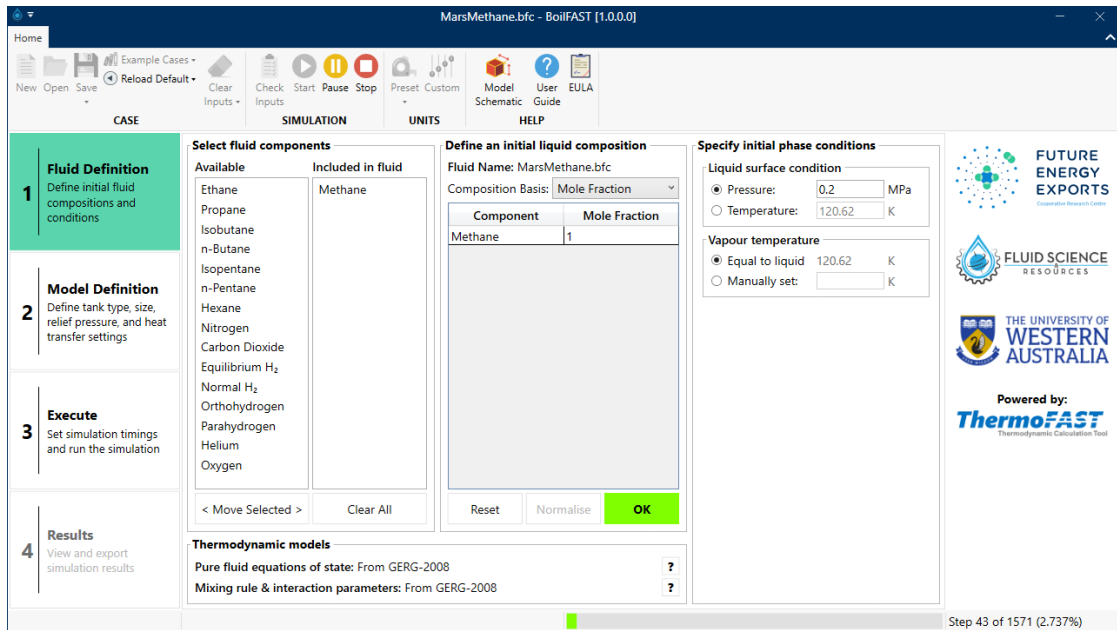 MarsMethane.bfc - BoilFAST [1.0.0.0]
Home
New Open Save
Example Cases
Reload Default
Clear Inputs
CASE
Check Inputs
Start Pause Stop
SIMULATION
Preset Custom
UNITS
Model Schematic
User Guide
EULA
HELP
1
Fluid Definition
Define initial fluid
compositions and
conditions
2
Model Definition
Define tank type, size,
relief pressure, and heat
transfer settings
3
Execute
Set simulation timings
and run the simulation
4
Results
View and export
simulation results
Select fluid components
Available
Ethane
Propane
Isobutane
n-Butane
Isopentane
n-Pentane
Hexane
Nitrogen
Carbon Dioxide
Equilibrium H₂
Normal H₂
Orthohydrogen
Parahydrogen
Helium
Oxygen
Included in fluid
Methane
< Move Selected >
Clear All
Define an initial liquid composition
Fluid Name: MarsMethane.bfc
Composition Basis: Mole Fraction
Component Mole Fraction
Methane 1
Reset Normalise OK
Thermodynamic models
Pure fluid equations of state: From GERG-2008 ?
Mixing rule & interaction parameters: From GERG-2008 ?
Specify initial phase conditions
Liquid surface condition
Pressure: 0.2 MPa
Temperature: 120.62 K
Vapour temperature
Equal to liquid 120.62 K
Manually set: K
FUTURE
ENERGY
EXPORTS
Cooperative Research Centre
FLUID SCIENCE
RESOURCES
THE UNIVERSITY OF
WESTERN
AUSTRALIA
Powered by:
ThermoFAST
Thermodynamic Calculation Tool
Step 43 of 1571 (2.737%)